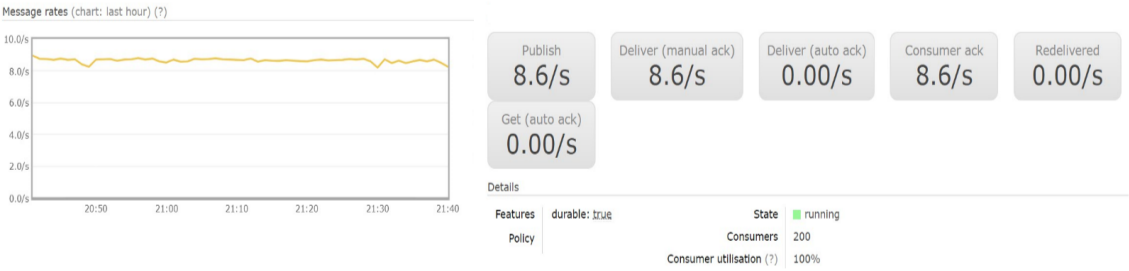 Message rates (chart: last hour) (?)
10.0/s
8.0/s
6.0/s
4.0/s
2.0/s
0.0/s
20:50 21:00 21:10 21:20 21:30 21:40
Publish
8.6/s
Deliver (manual ack)
8.6/s
Deliver (auto ack)
0.00/s
Consumer ack
8.6/s
Redelivered
0.00/s
Get (auto ack)
0.00/s
Details
Features durable: true
Policy
State running
Consumers 200
Consumer utilisation (?) 100%